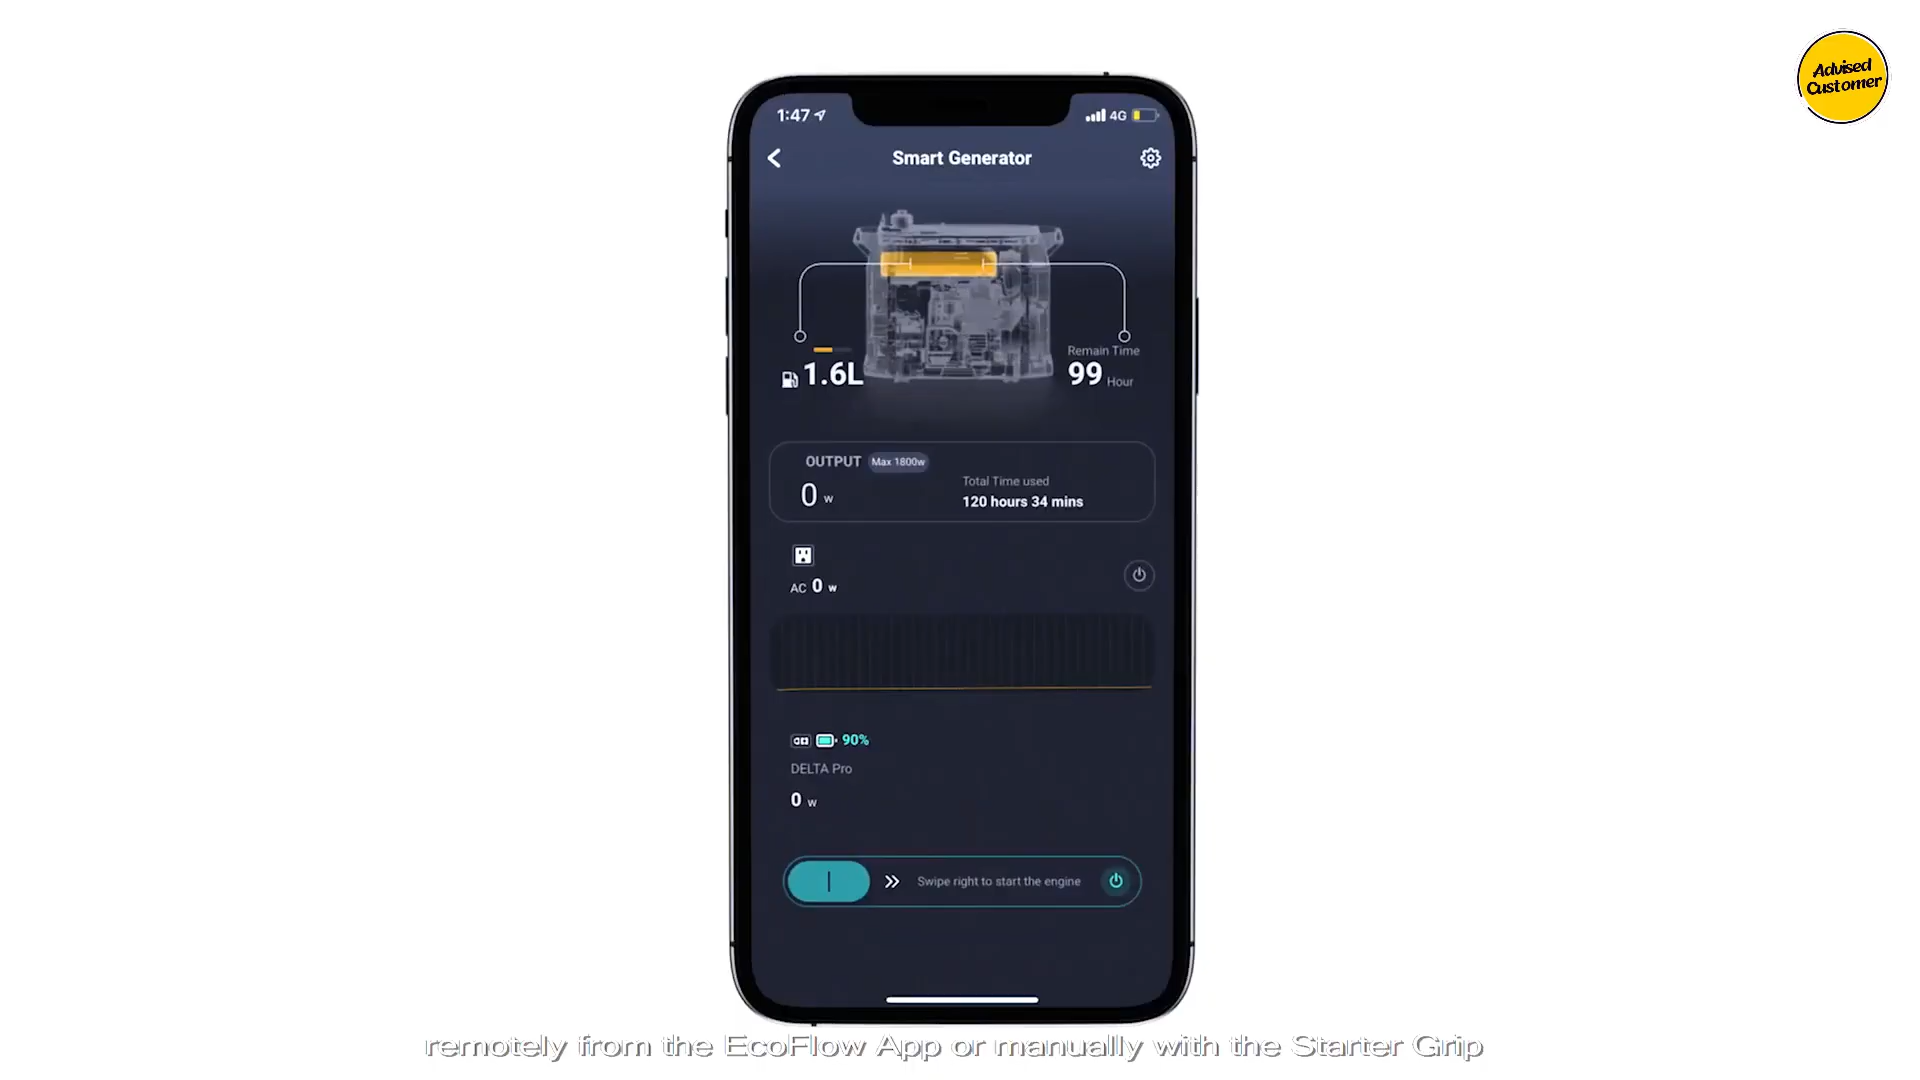 Advised
Customer
1:47
4G
Smart Generator
1.6L
Remain Time
99 Hour
OUTPUT Max 1800w
0 w
Total Time used
120 hours 34 mins
AC 0 w
90%
DELTA Pro
0 w
Swipe right to start the engine
remotely from the EcoFlow App or manually with the Starter Grip